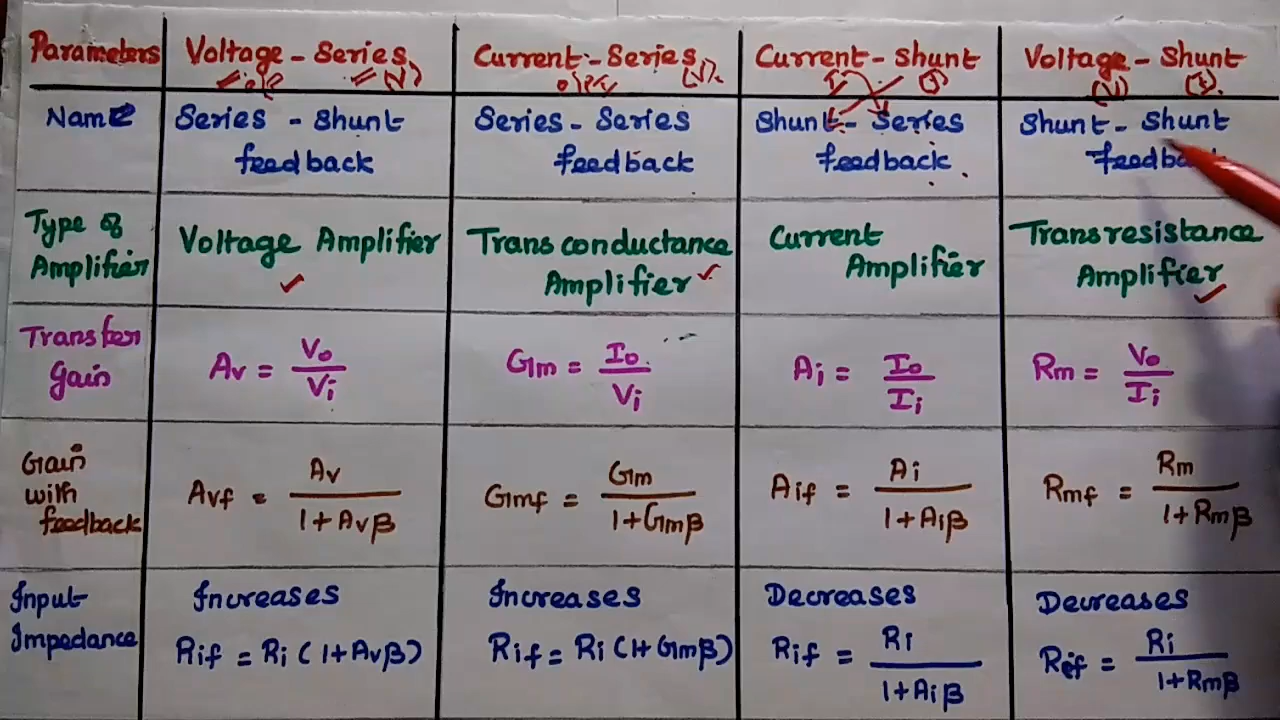 Parameters Voltage - Series Current - Series Current - Shunt Voltage - Shunt
Name Series - Shunt feedback Series - Series feedback Shunt - Series feedback Shunt - Shunt
Type of Amplifier Voltage Amplifier Trans conductance Amplifier Current Amplifier Transresistance Amplifier
Transfer gain Av = Vo/Vi Gm = Io/Vi Ai = Io/Ii Rm = Vo/Ii
Gain with feedback Avf = Av/1+Avβ Gmf = Gm/1+Gmβ Aif = Ai/1+Aiβ Rmf = Rm/1+Rmβ
Input Impedance Increases Increases Decreases Decreases
Rif = Ri (1+Avβ) Rif = Ri (1+Gmβ) Rif = Ri/1+Aiβ Rif = Ri/1+Rmβ